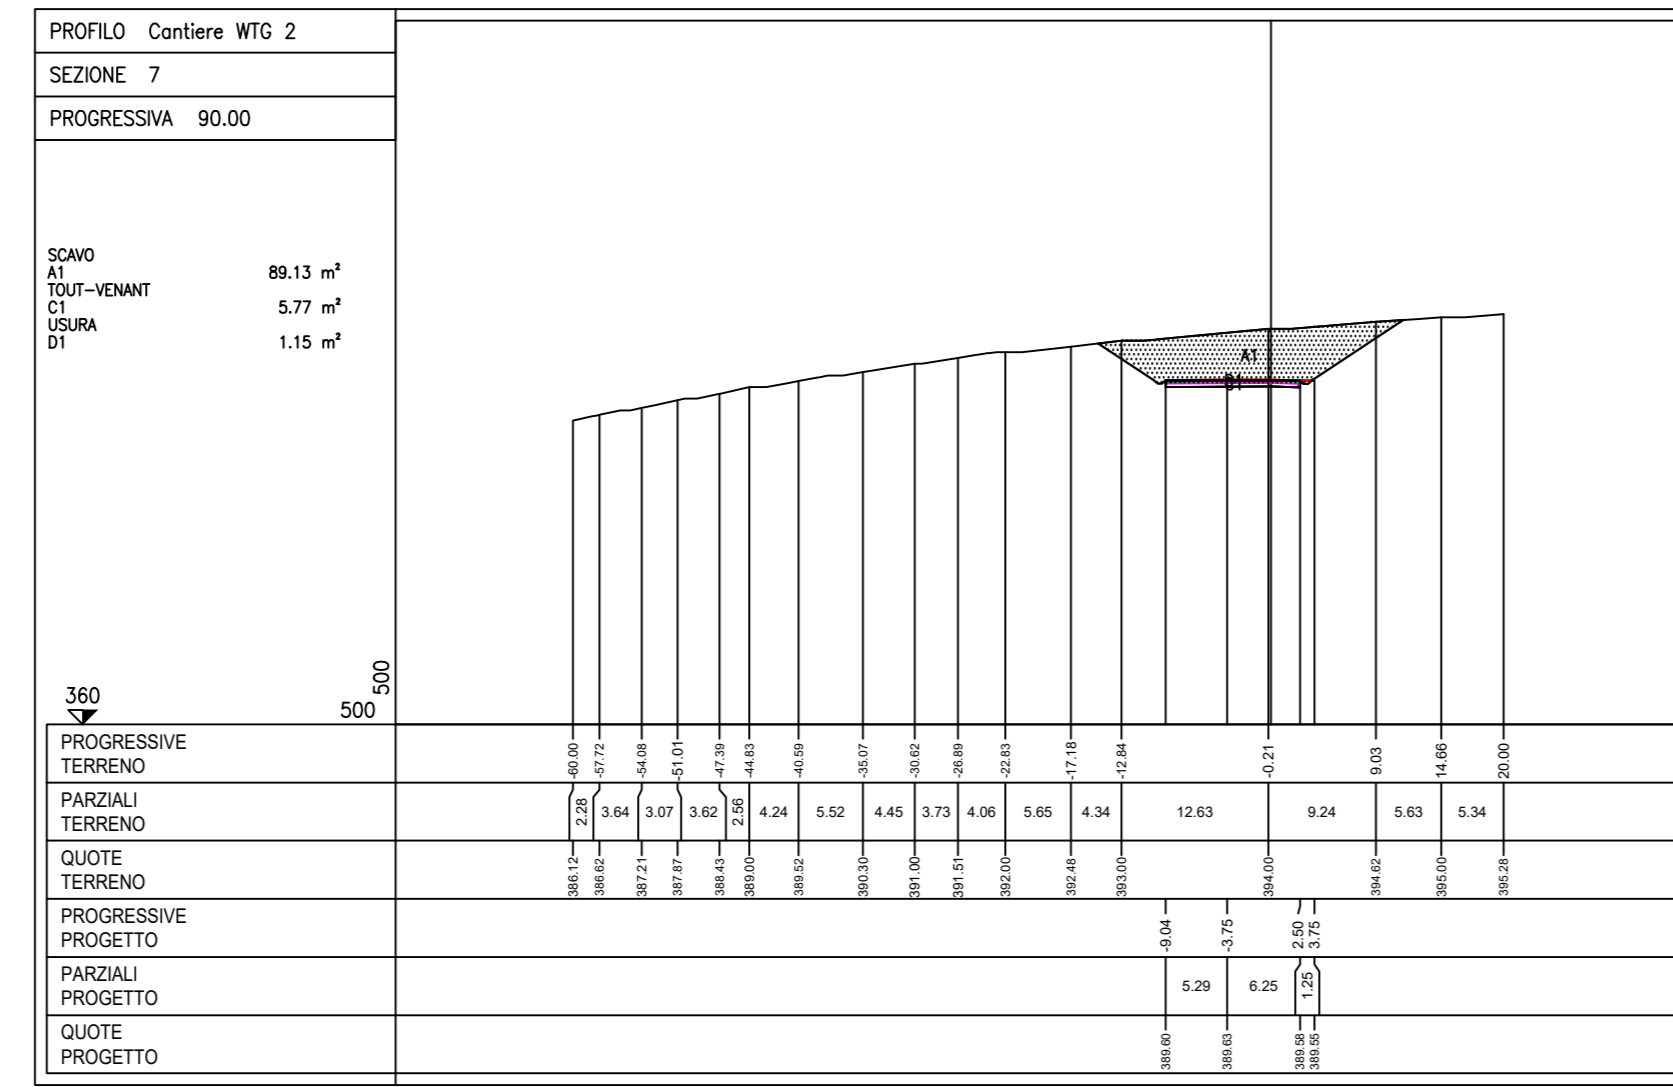 PROFILO Cantiere WTG 2
SEZIONE 7
PROGRESSIVA 90.00
SCAVO
A1 89.13 m²
TOUT-VENANT
C1 5.77 m²
USURA
D1 1.15 m²
A1
360
500
500
PROGRESSIVE
TERRENO
-60.00 -57.72 -54.08 -51.01 -47.39 -44.83 -40.59 -35.07 -30.62 -26.89 -22.83 -17.18 -12.84 -0.21 9.03 14.66 20.00
PARZIALI
TERRENO
2.28 3.64 3.07 3.62 2.56 4.24 5.52 4.45 3.73 4.06 5.65 4.34 12.63 9.24 5.63 5.34
QUOTE
TERRENO
386.12 386.62 387.21 387.87 388.43 389.00 389.52 390.30 391.00 391.51 392.00 392.48 393.00 394.00 394.62 395.00 395.28
PROGRESSIVE
PROGETTO
-9.04 -3.75 2.50 3.75
PARZIALI
PROGETTO
5.29 6.25 1.25
QUOTE
PROGETTO
389.60 389.63 389.58 389.55